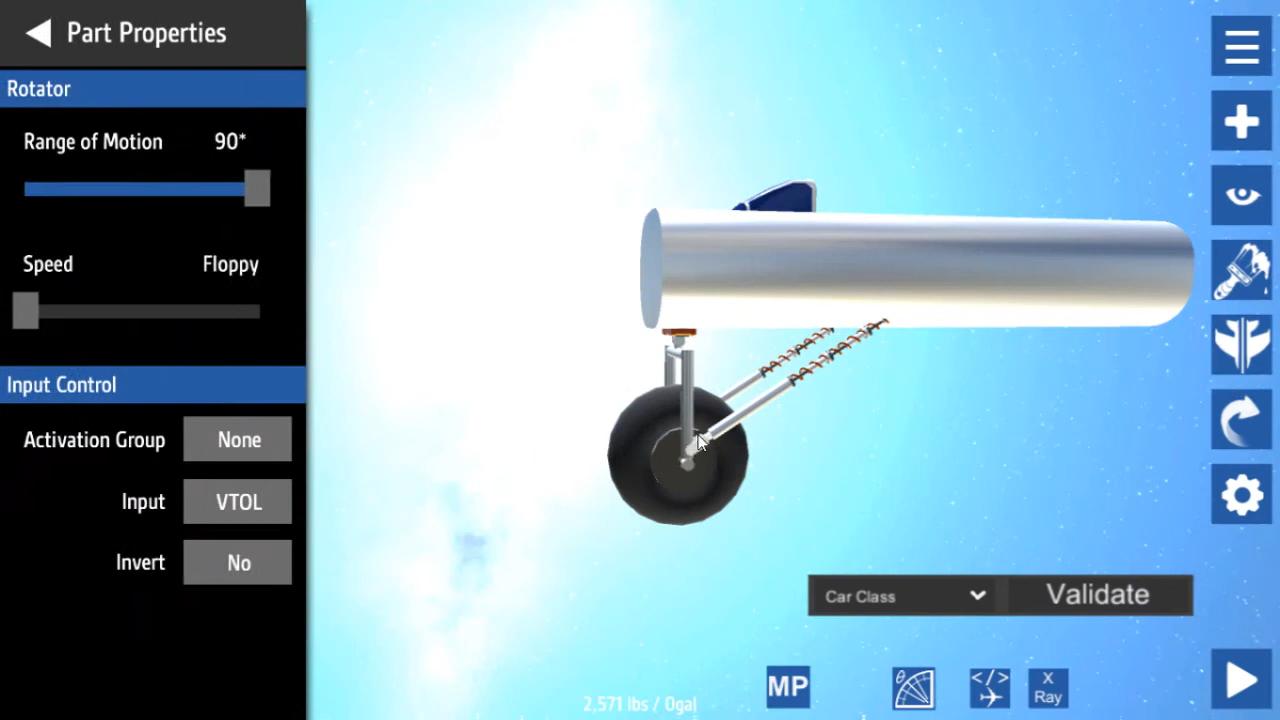 Part Properties
Rotator
Range of Motion 90*
Speed Floppy
Input Control
Activation Group None
Input VTOL
Invert No
Car Class
Validate
2,571 lbs / 0gal
MP
θ
</>
X
Ray